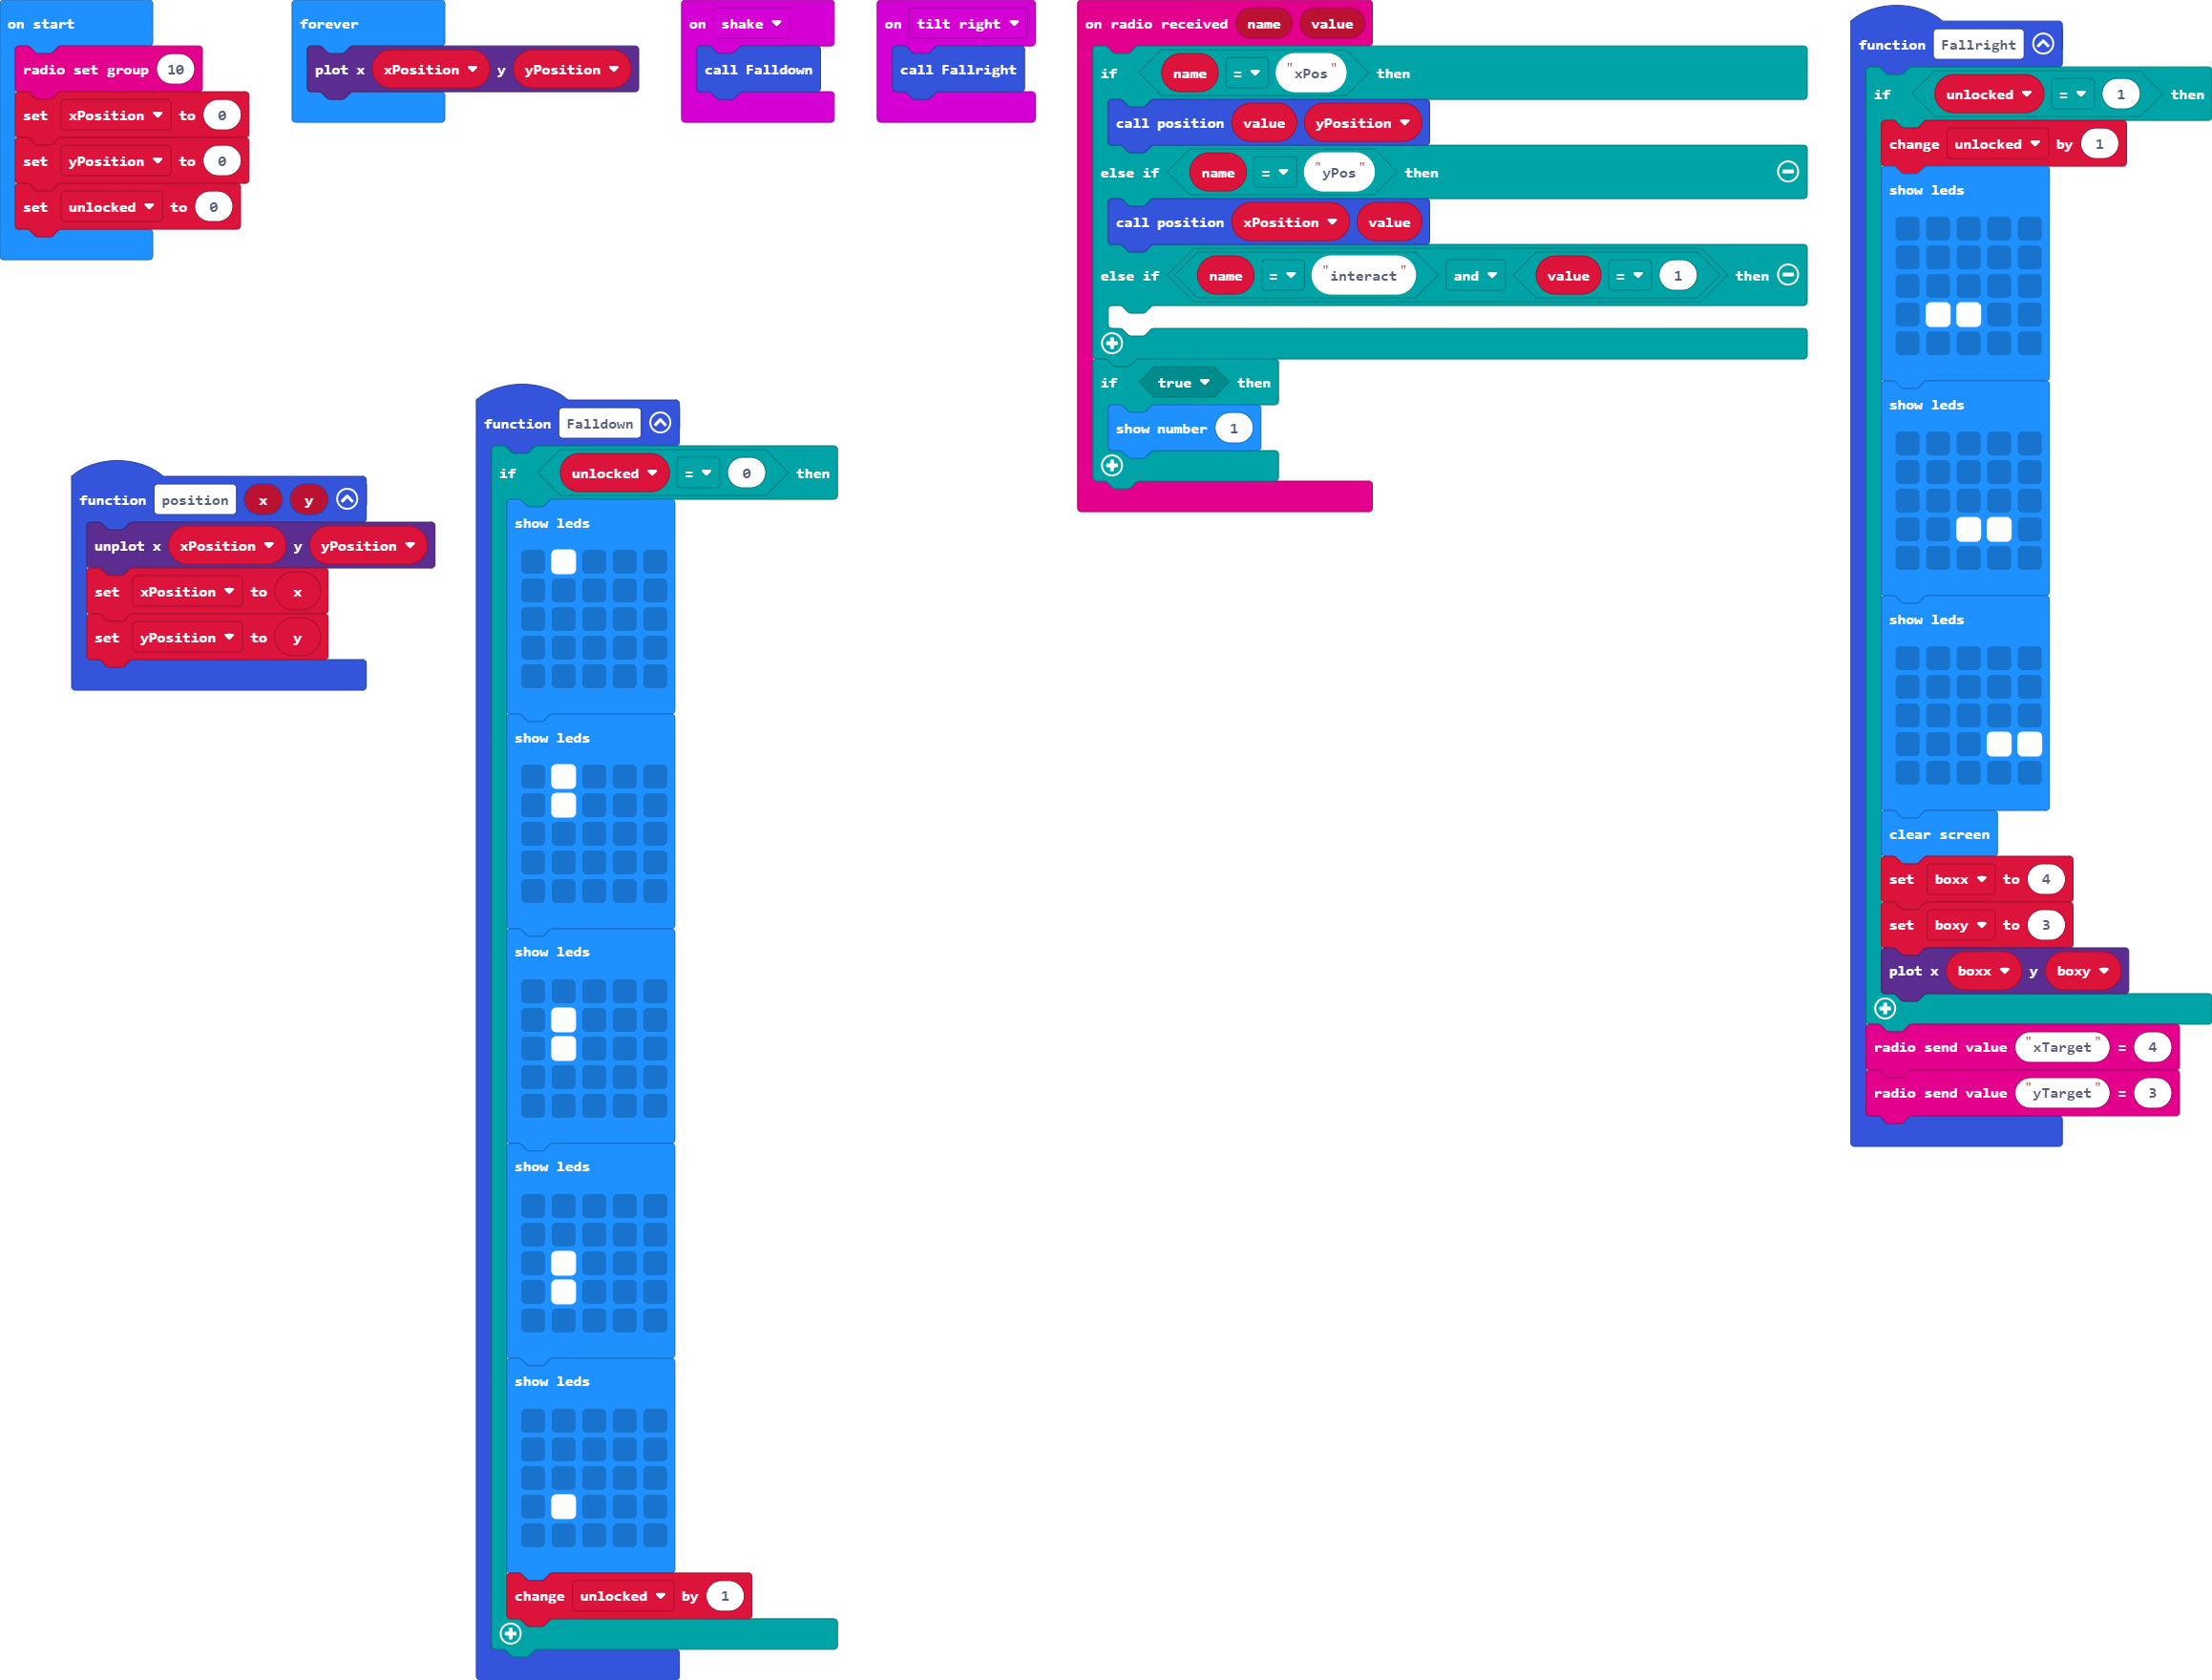 on start
radio set group 10
set xPosition to 0
set yPosition to 0
set unlocked to 0
forever
plot x xPosition y yPosition
on shake
call Falldown
on tilt right
call Fallright
on radio received name value
if name = "xPos" then
call position value yPosition
else if name = "yPos" then
call position xPosition value
else if name = "interact" and value = 1 then
if true then
show number 1
function position x y
unplot x xPosition y yPosition
set xPosition to x
set yPosition to y
function Falldown
if unlocked = 0 then
show leds
show leds
show leds
show leds
show leds
change unlocked by 1
function Fallright
if unlocked = 1 then
change unlocked by 1
show leds
show leds
show leds
clear screen
set boxx to 4
set boxy to 3
plot x boxx y boxy
radio send value "xTarget" = 4
radio send value "yTarget" = 3